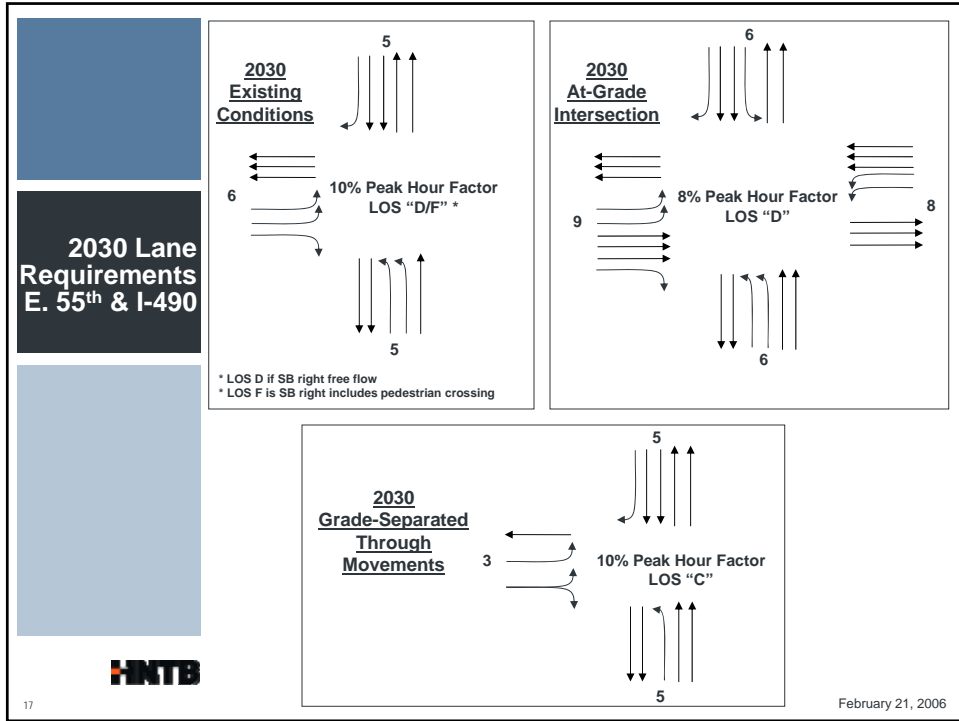 2030 Lane
Requirements
E. 55th & I-490
2030
Existing
Conditions
5
6
10% Peak Hour Factor
LOS “D/F” *
5
* LOS D if SB right free flow
* LOS F is SB right includes pedestrian crossing
2030
At-Grade
Intersection
6
9
8% Peak Hour Factor
LOS “D”
8
6
2030
Grade-Separated
Through
Movements
5
3
10% Peak Hour Factor
LOS “C”
5
HNTB
17
February 21, 2006